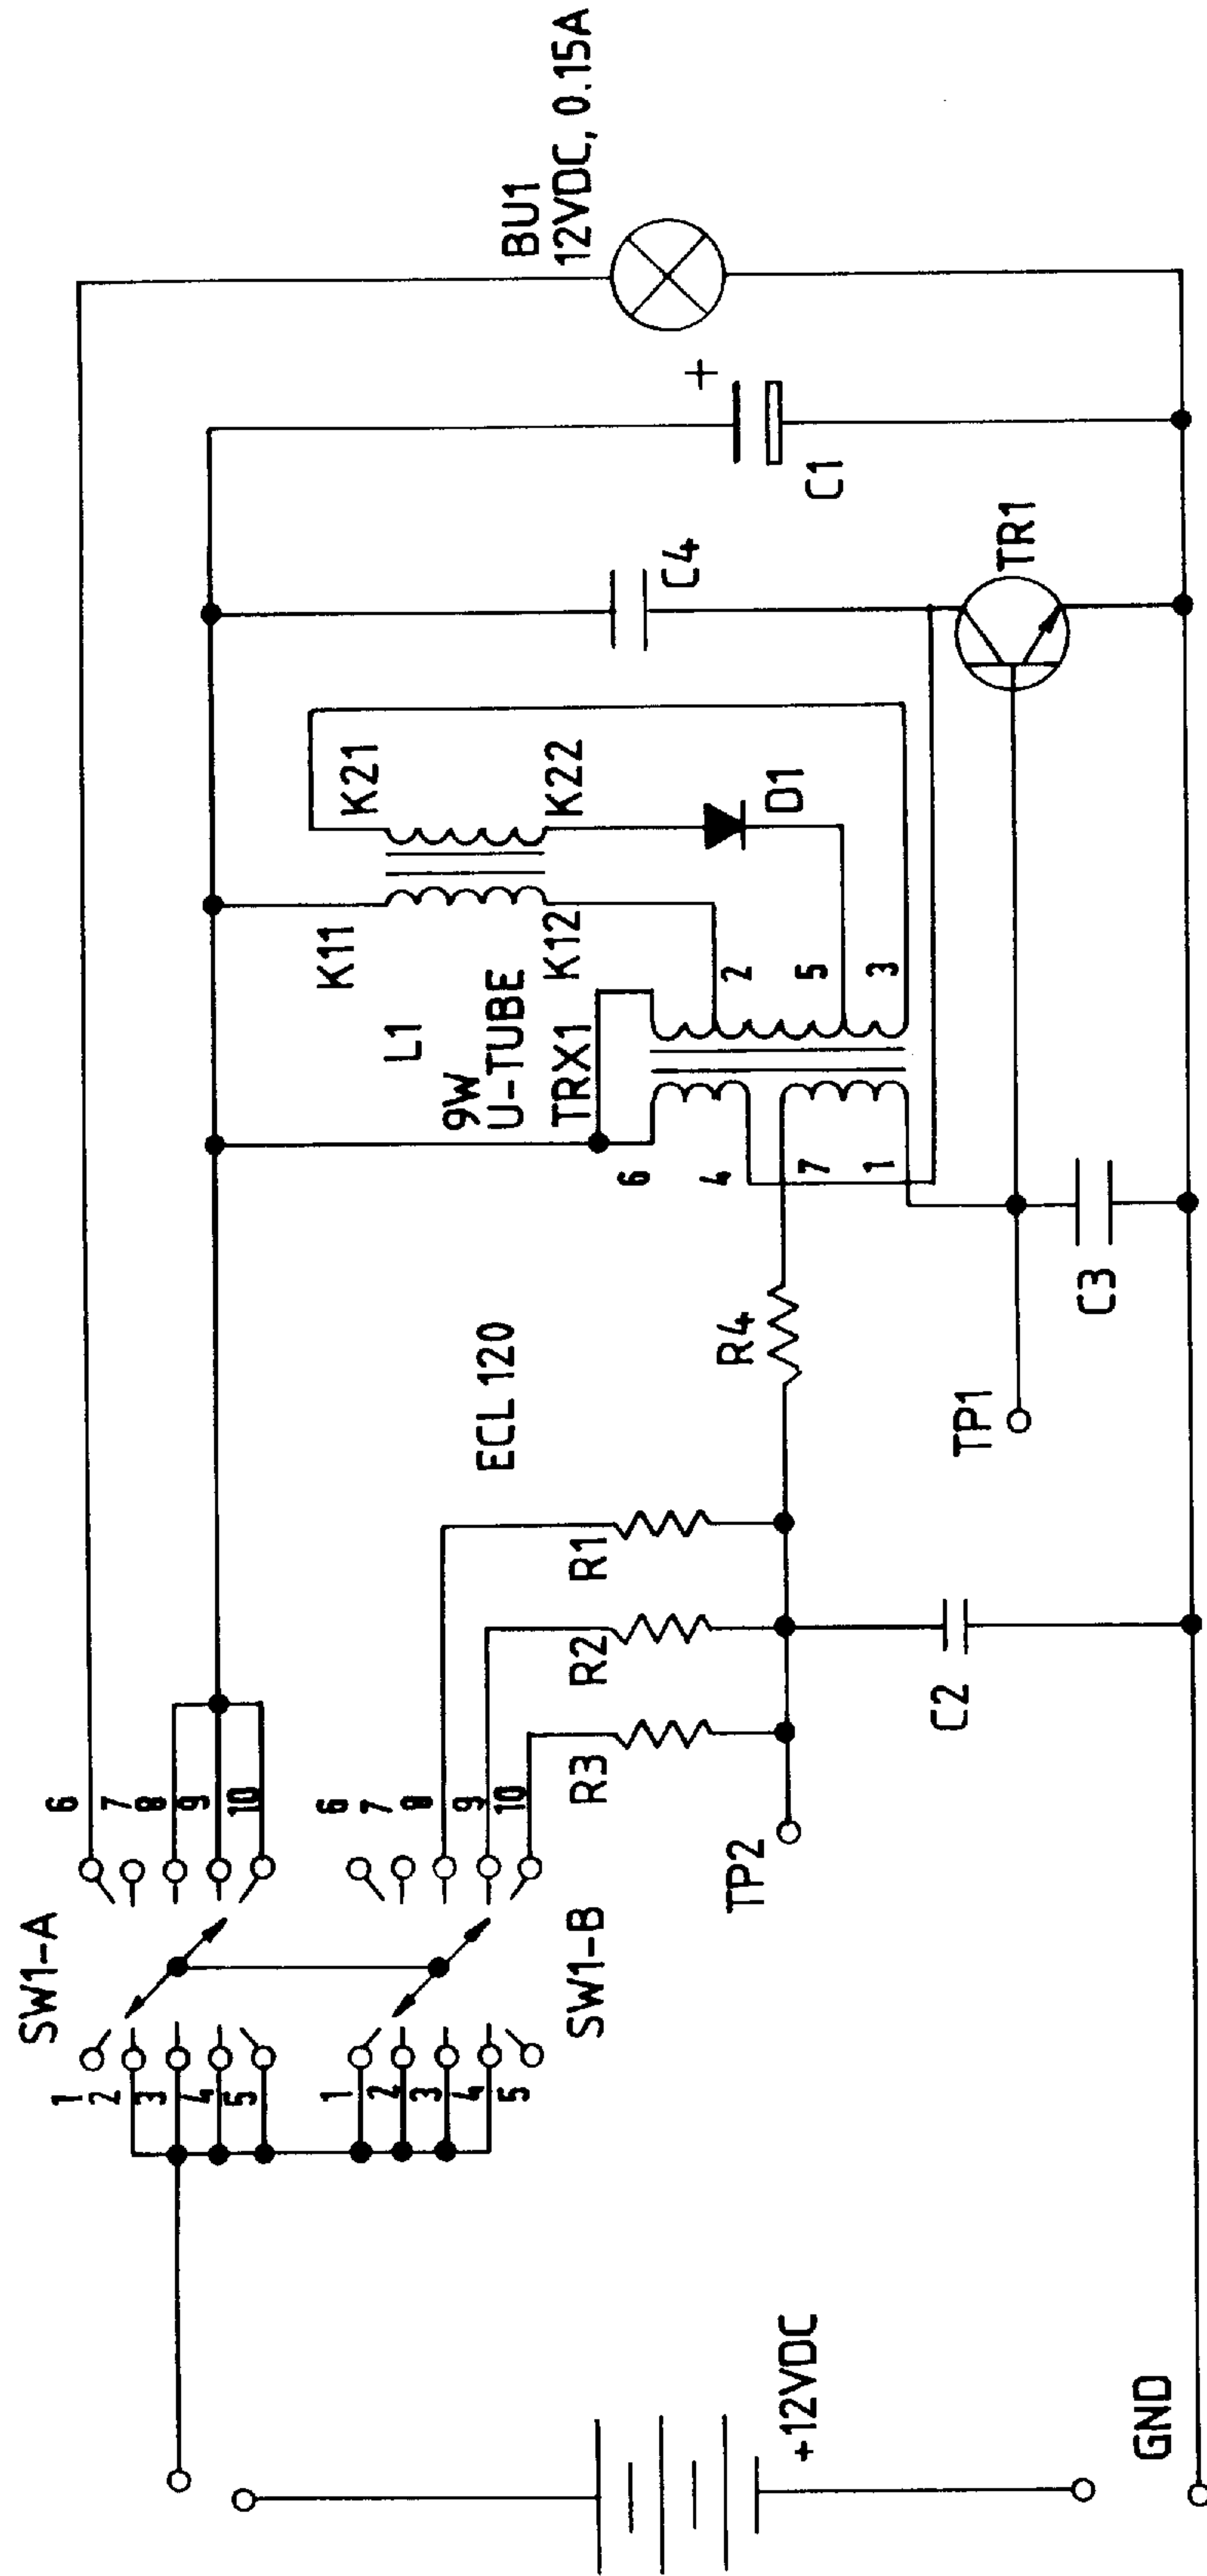 SW1-A
1
2
3
4
5
6
7
8
9
10
1
2
3
4
5
6
7
8
9
10
SW1-B
+12VDC
GND
R3
R2
R1
TP2
C2
ECL 120
R4
TP1
C3
L1
9W
U-TUBE
TRX1
6
4
7
1
2
5
3
K11
K12
K21
K22
D1
C4
TR1
C1
+
BU1
12VDC, 0.15A